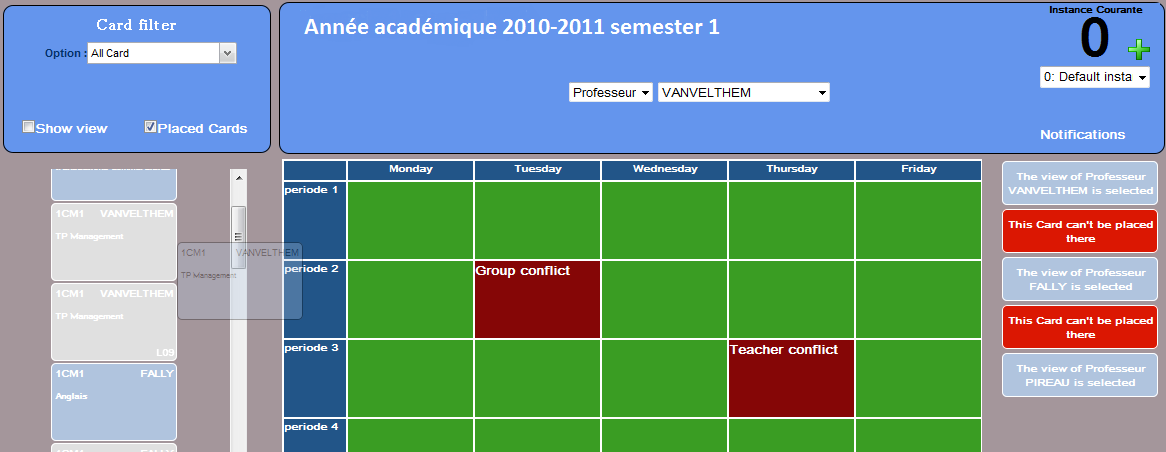 Card filter
Option : All Card
Show view
Placed Cards
Année académique 2010-2011 semester 1
Professeur
VANVELTHEM
Instance Courante
0
0: Default insta
Notifications
1CM1 VANVELTHEM
TP Management
1CM1 VANVELTHEM
TP Management
1CM1 VANVELTHEM
TP Management
L09
1CM1 FALLY
Anglais
Monday Tuesday Wednesday Thursday Friday
periode 1
periode 2
Group conflict
periode 3
Teacher conflict
periode 4
The view of Professeur
VANVELTHEM is selected
This Card can't be placed
there
The view of Professeur
FALLY is selected
This Card can't be placed
there
The view of Professeur
PIREAU is selected